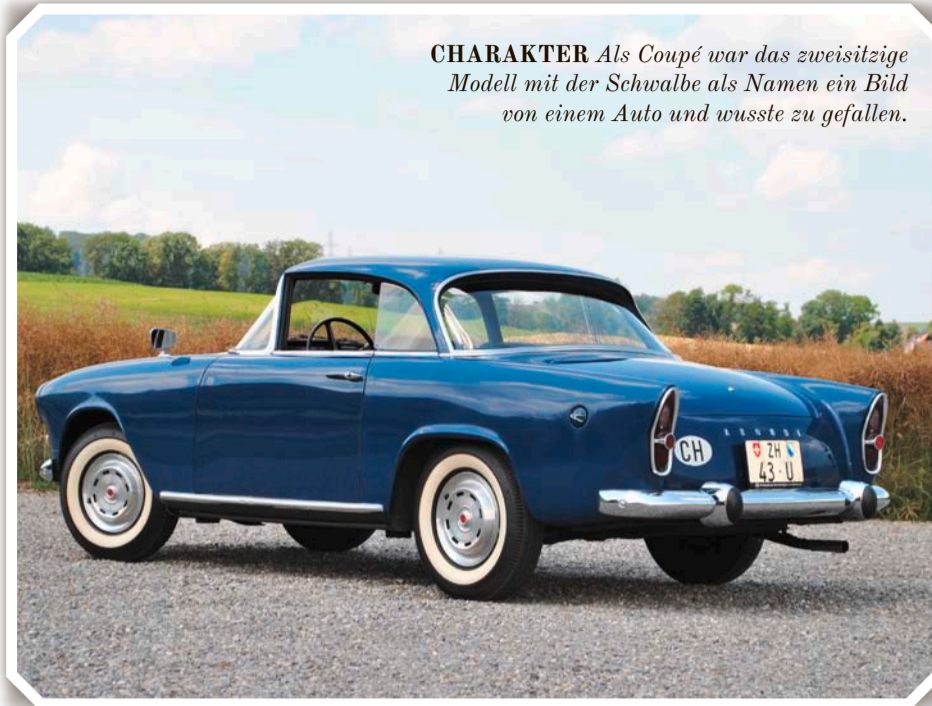 CHARAKTER Als Coupé war das zweisitzige
Modell mit der Schwalbe als Namen ein Bild
von einem Auto und wusste zu gefallen.
ARONDE
CH
ZH
43·U